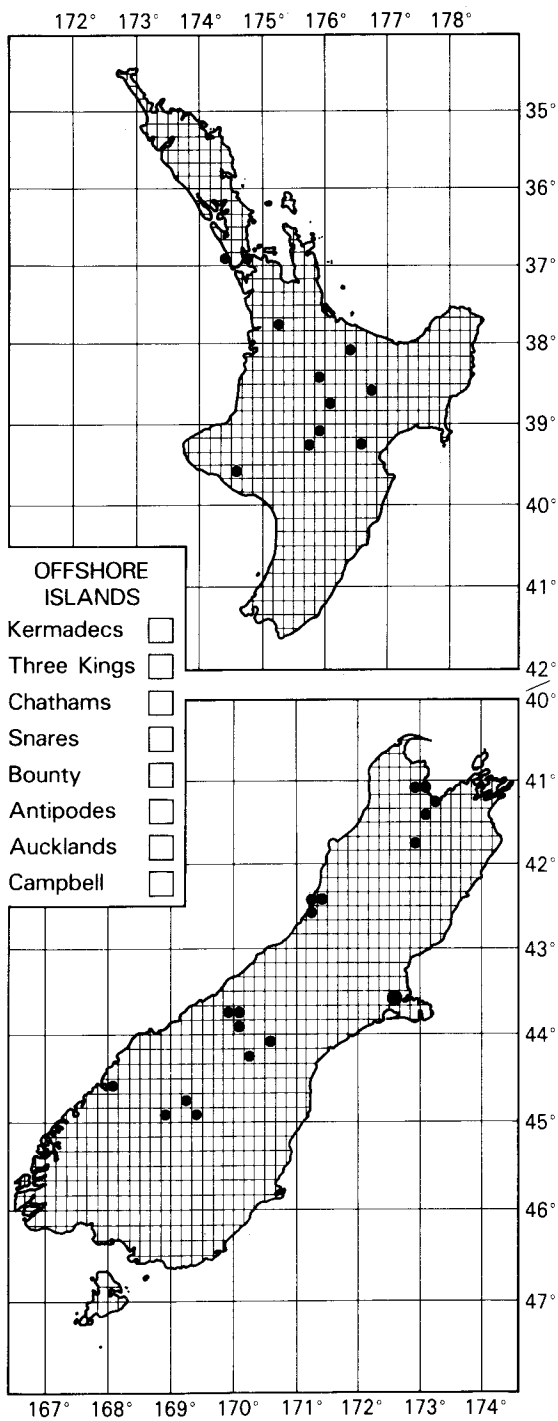 172° 173° 174° 175° 176° 177° 178°
35°
36°
37°
38°
39°
40°
41°
42°
OFFSHORE
ISLANDS
Kermadecs
Three Kings
Chathams
Snares
Bounty
Antipodes
Aucklands
Campbell
40°
41°
42°
43°
44°
45°
46°
47°
167° 168° 169° 170° 171° 172° 173° 174°